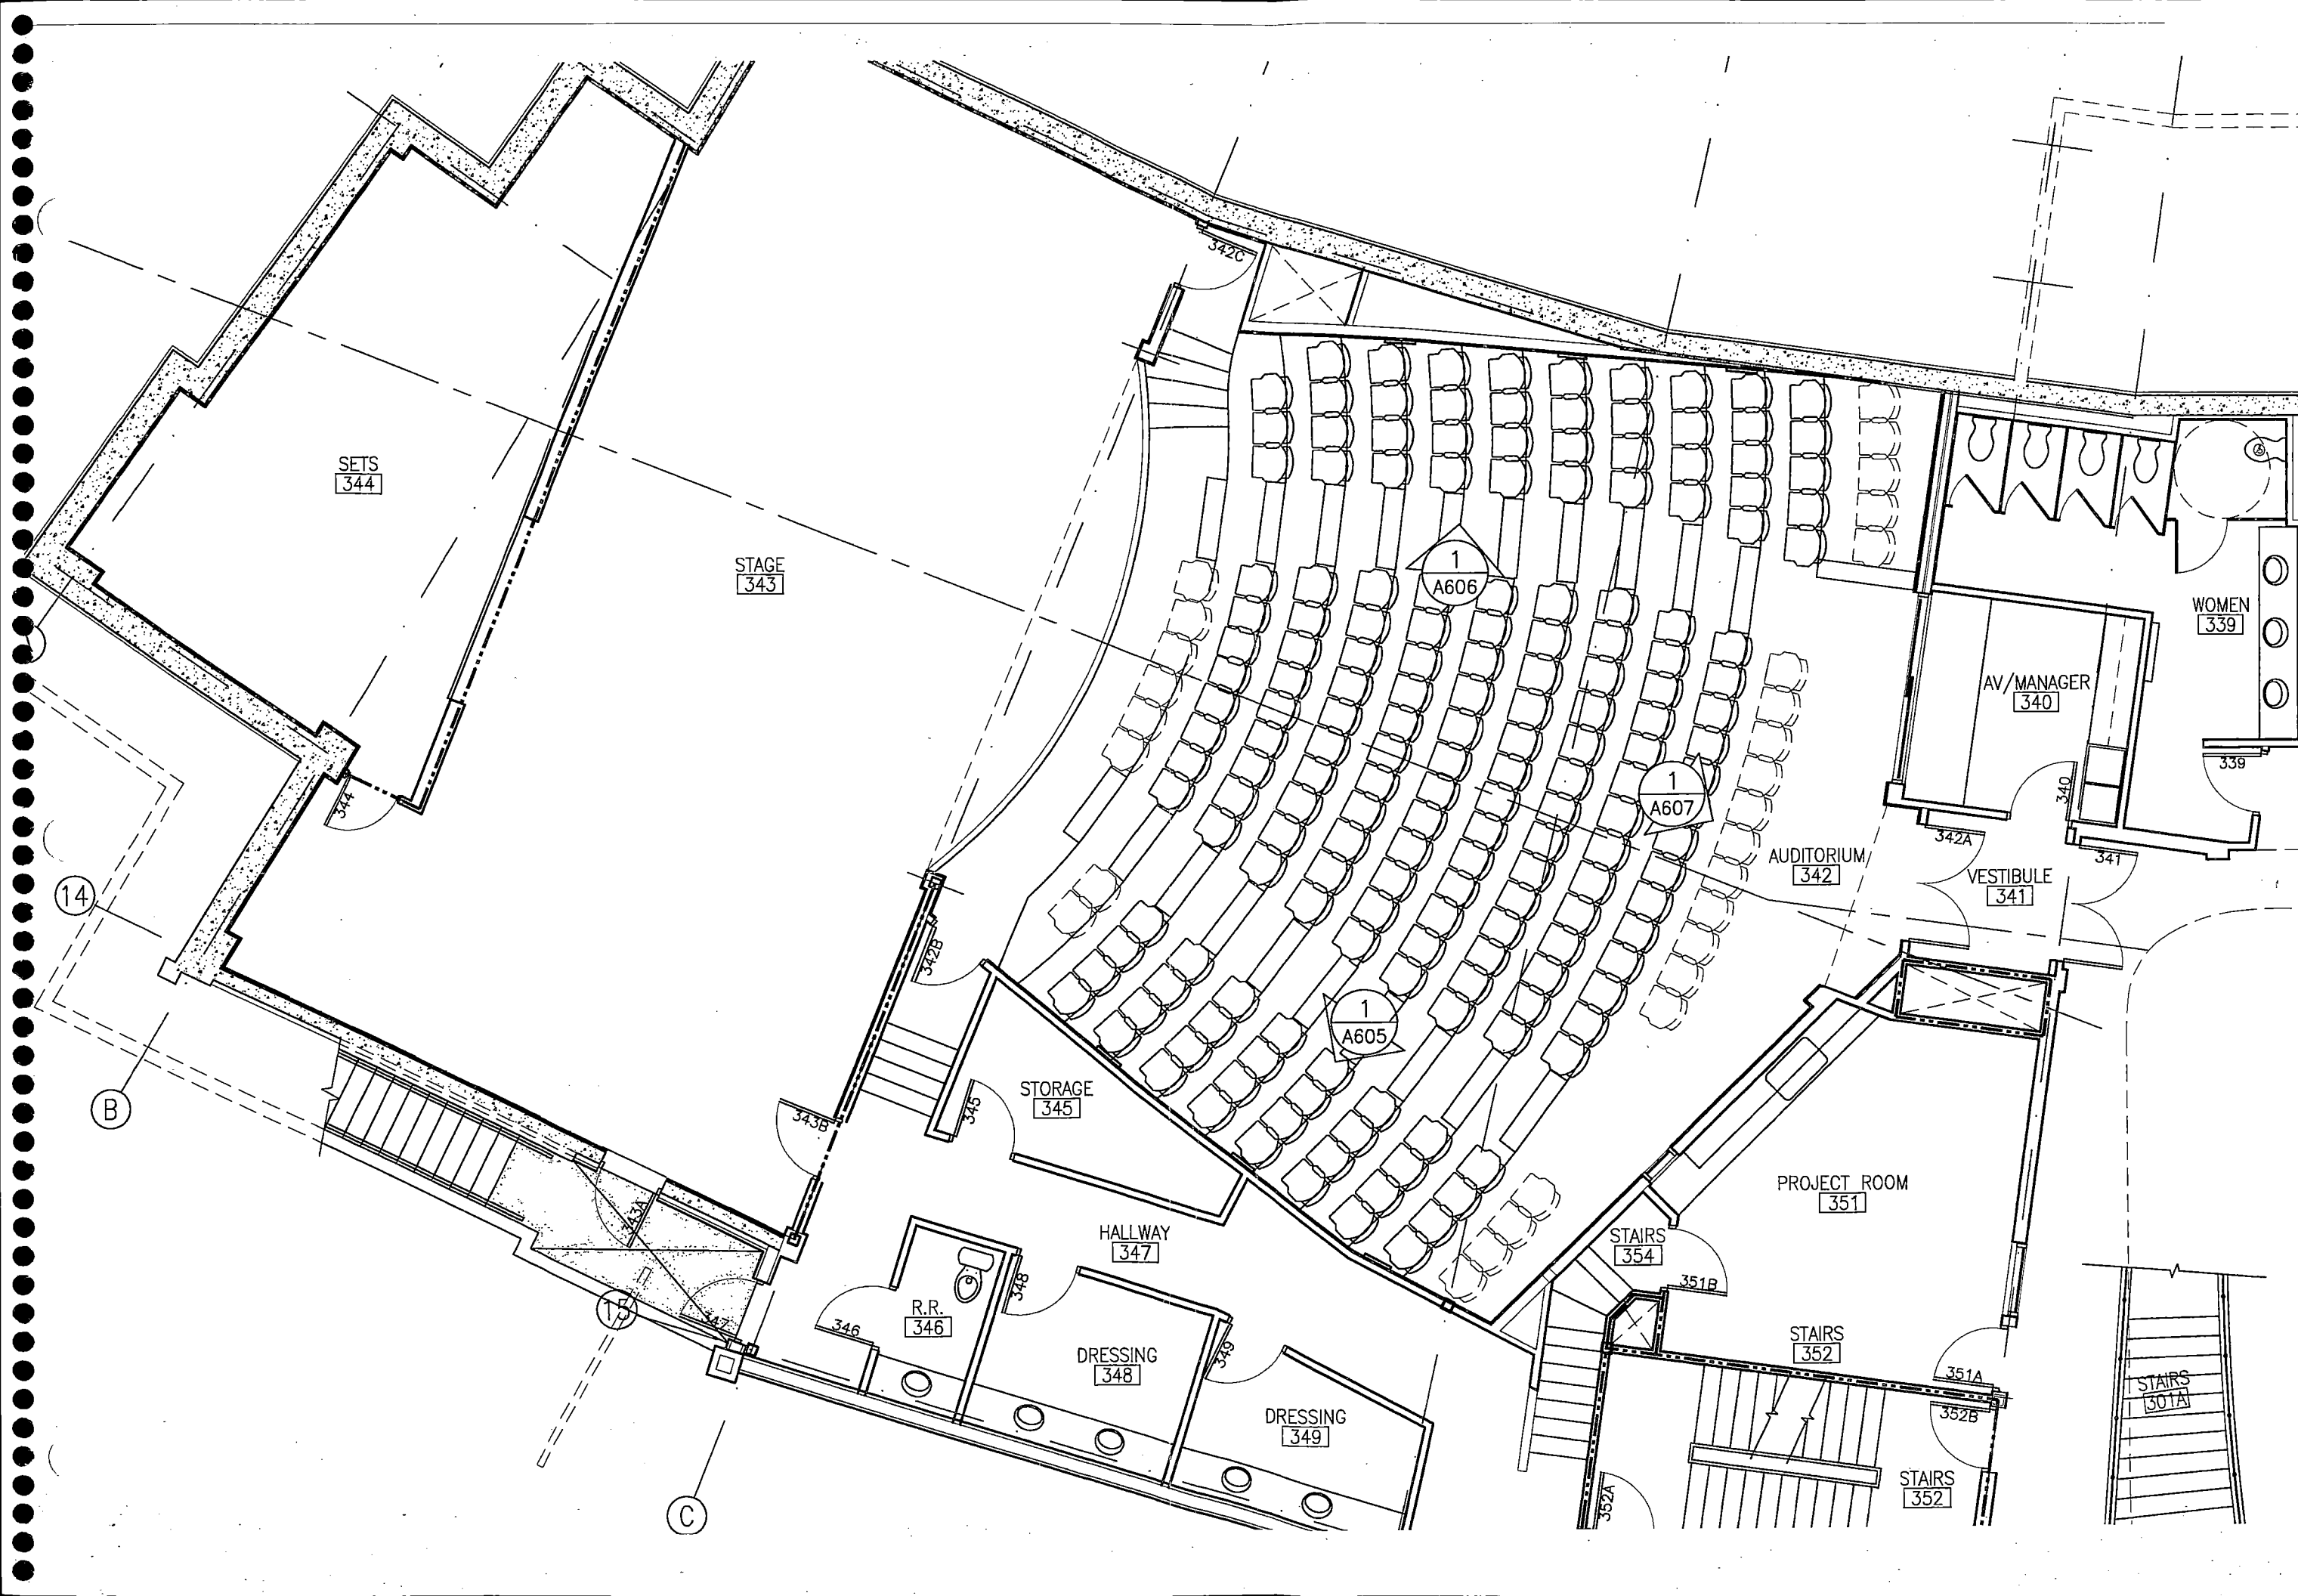 342C
SETS
344
STAGE
343
1
A606
WOMEN
339
AV/MANAGER
340
339
340
1
A607
344
342A
341
AUDITORIUM
342
VESTIBULE
341
14
342B
1
A605
B
343B
345
STORAGE
345
PROJECT ROOM
351
343A
HALLWAY
347
STAIRS
354
351B
348
15
347
R.R.
346
346
DRESSING
348
349
STAIRS
352
351A
STAIRS
301A
352B
DRESSING
349
STAIRS
352
352A
C